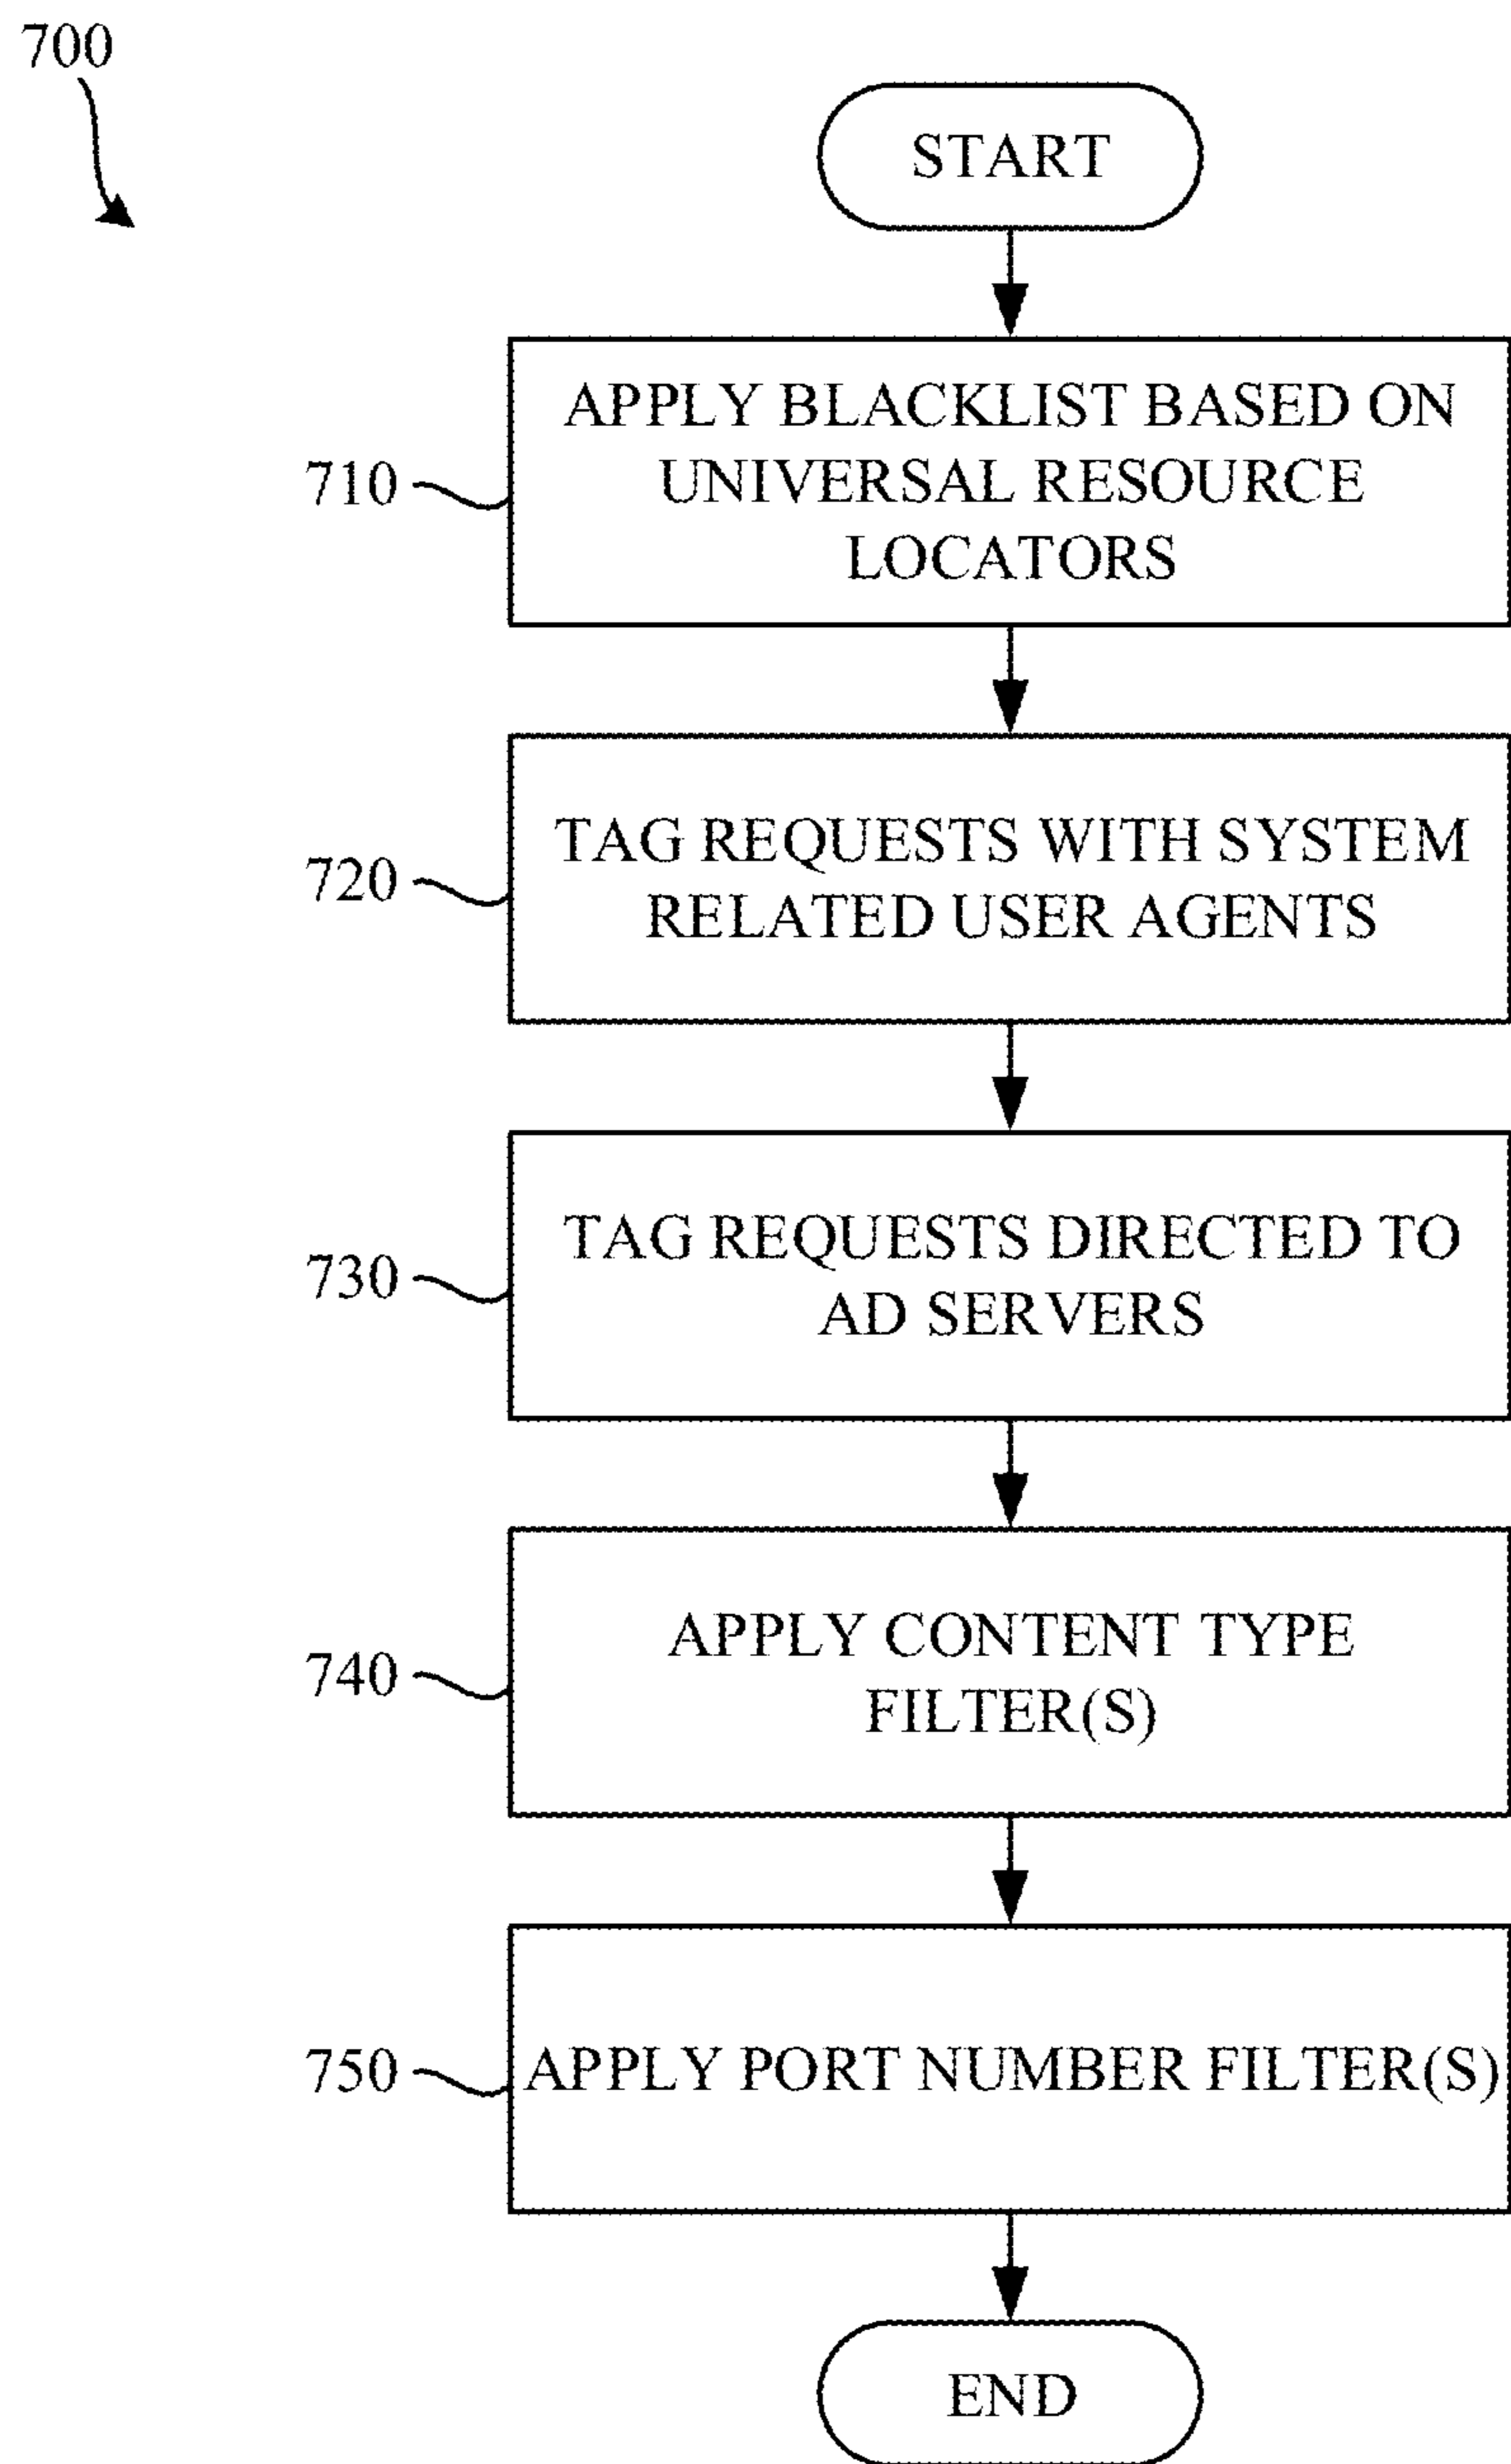 700
START
710
APPLY BLACKLIST BASED ON
UNIVERSAL RESOURCE
LOCATORS
720
TAG REQUESTS WITH SYSTEM
RELATED USER AGENTS
730
TAG REQUESTS DIRECTED TO
AD SERVERS
740
APPLY CONTENT TYPE
FILTER(S)
750
APPLY PORT NUMBER FILTER(S)
END